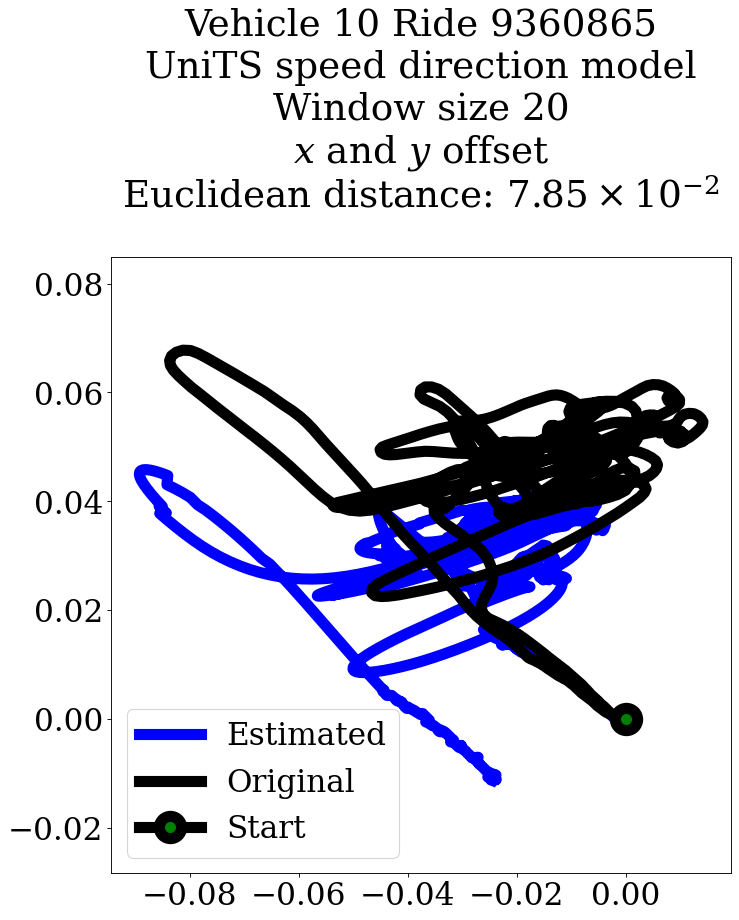 Vehicle 10 Ride 9360865
UniTS speed direction model
Window size 20
x and y offset
Euclidean distance: 7.85 × 10⁻²
0.08
0.06
0.04
0.02
0.00
−0.02
Estimated
Original
Start
−0.08 −0.06 −0.04 −0.02 0.00